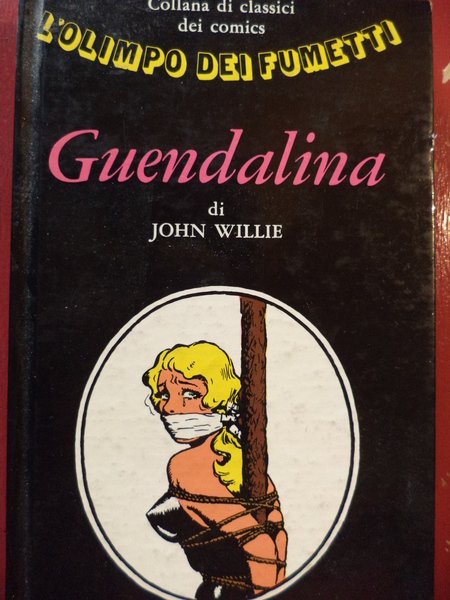 Collana di classici
dei comics
L'OLIMPO DEI FUMETTI
Guendalina
di
JOHN WILLIE